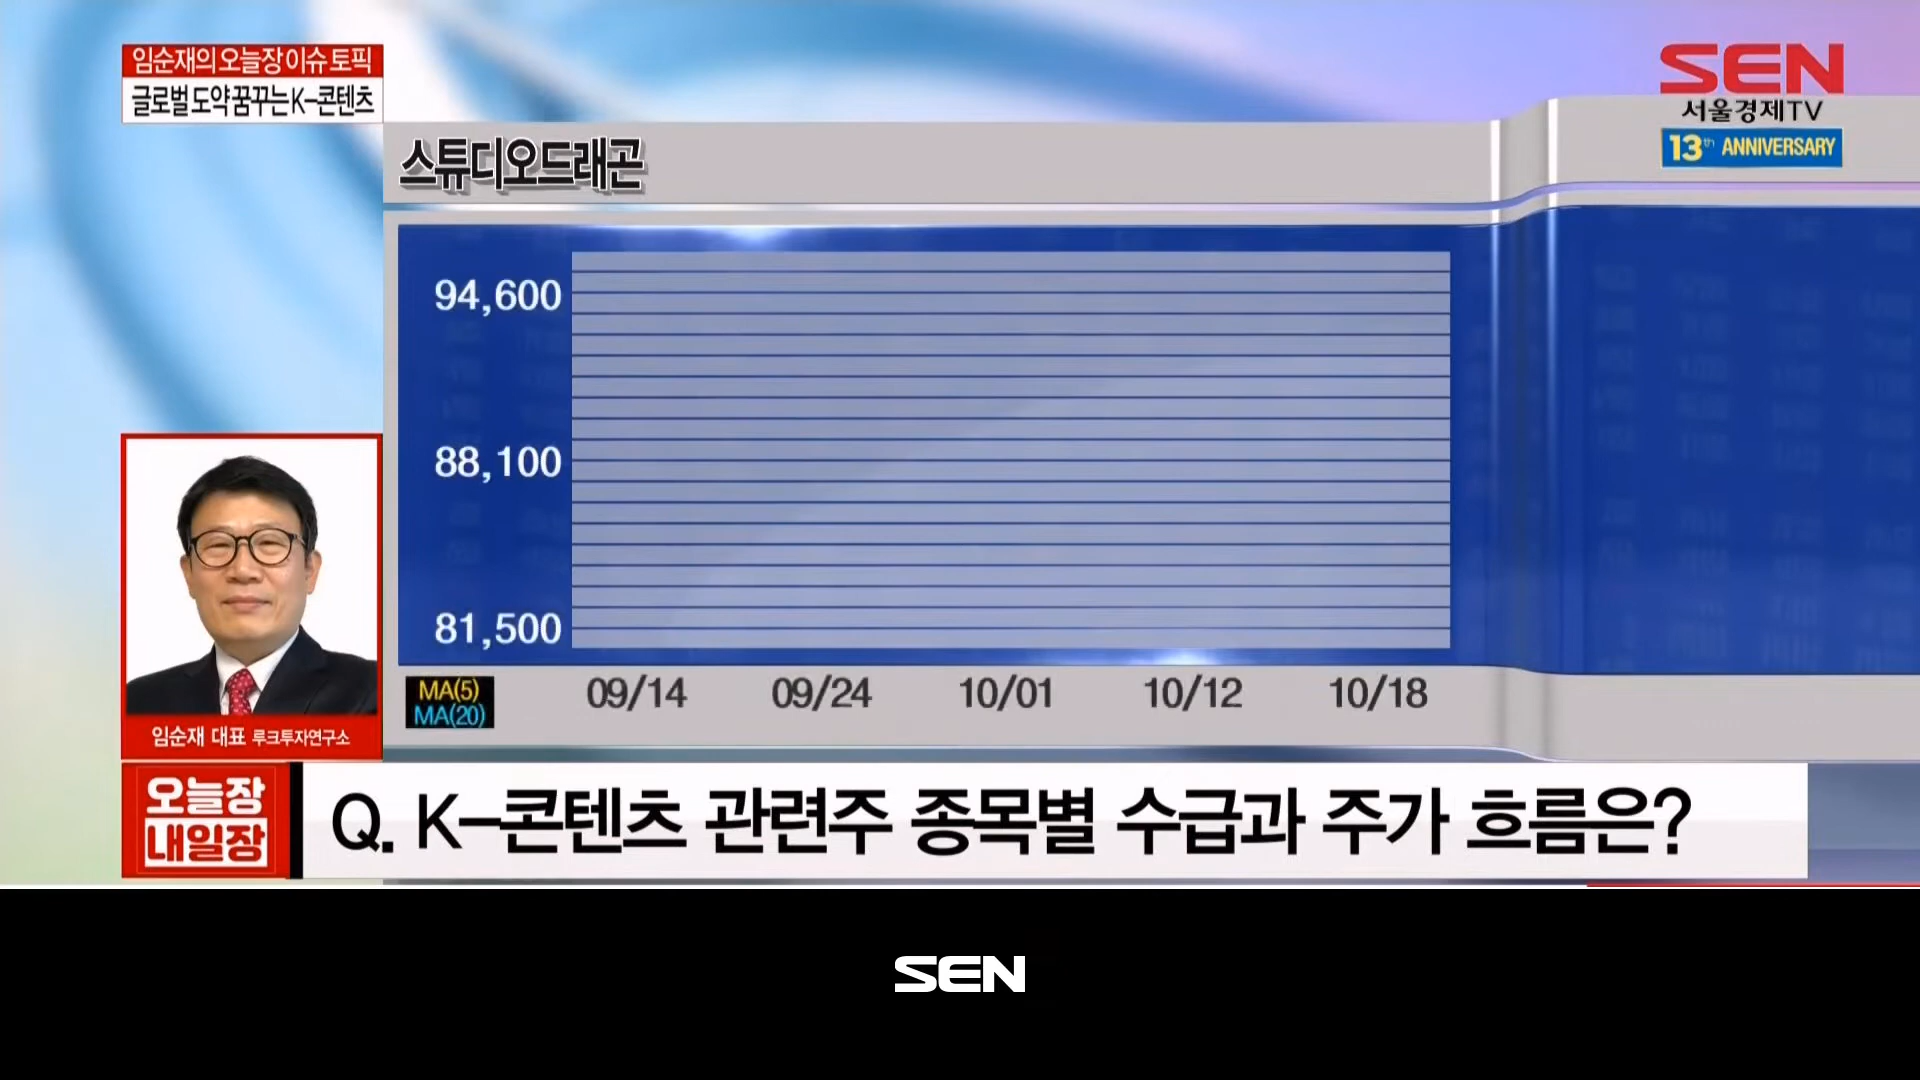 임순재의 오늘장 이슈 토픽
글로벌 도약 꿈꾸는 K-콘텐츠
SEN
서울경제TV
13th ANNIVERSARY
스튜디오드래곤
94,600
88,100
81,500
MA(5)
MA(20)
09/14 09/24 10/01 10/12 10/18
임순재 대표 루크투자연구소
오늘장
내일장
Q. K-콘텐츠 관련주 종목별 수급과 주가 흐름은?
SEN